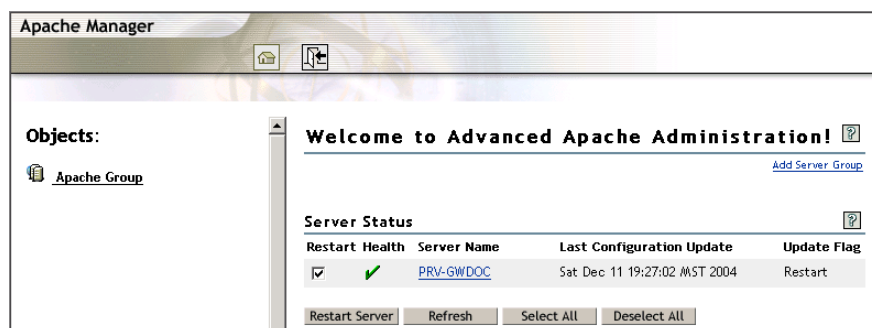 Apache Manager
Objects:
Apache Group
Welcome to Advanced Apache Administration!
Add Server Group
Server Status
Restart Health Server Name Last Configuration Update Update Flag
PRV-GWDOC Sat Dec 11 19:27:02 MST 2004 Restart
Restart Server Refresh Select All Deselect All